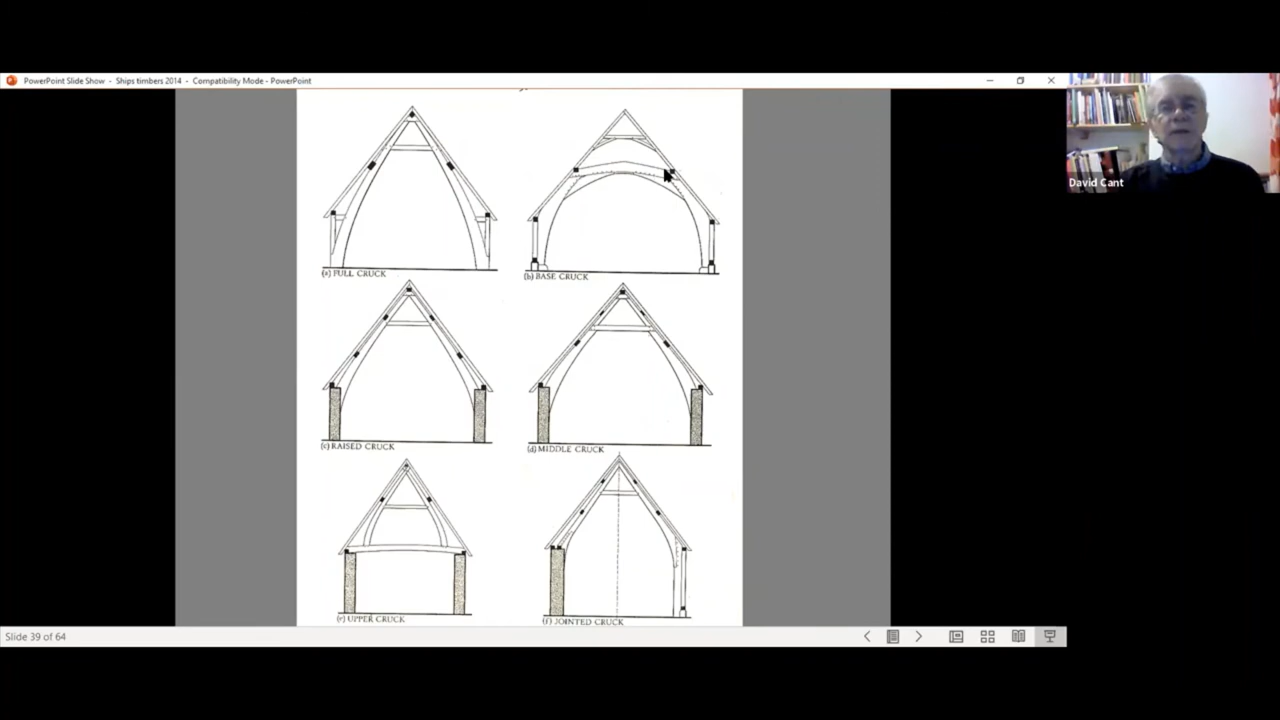 PowerPoint Slide Show - Ships timbers 2014 - Compatibility Mode - PowerPoint
David Cant
(a) FULL CRUCK
(b) BASE CRUCK
(c) RAISED CRUCK
(d) MIDDLE CRUCK
(e) UPPER CRUCK
(f) JOINTED CRUCK
Slide 39 of 64